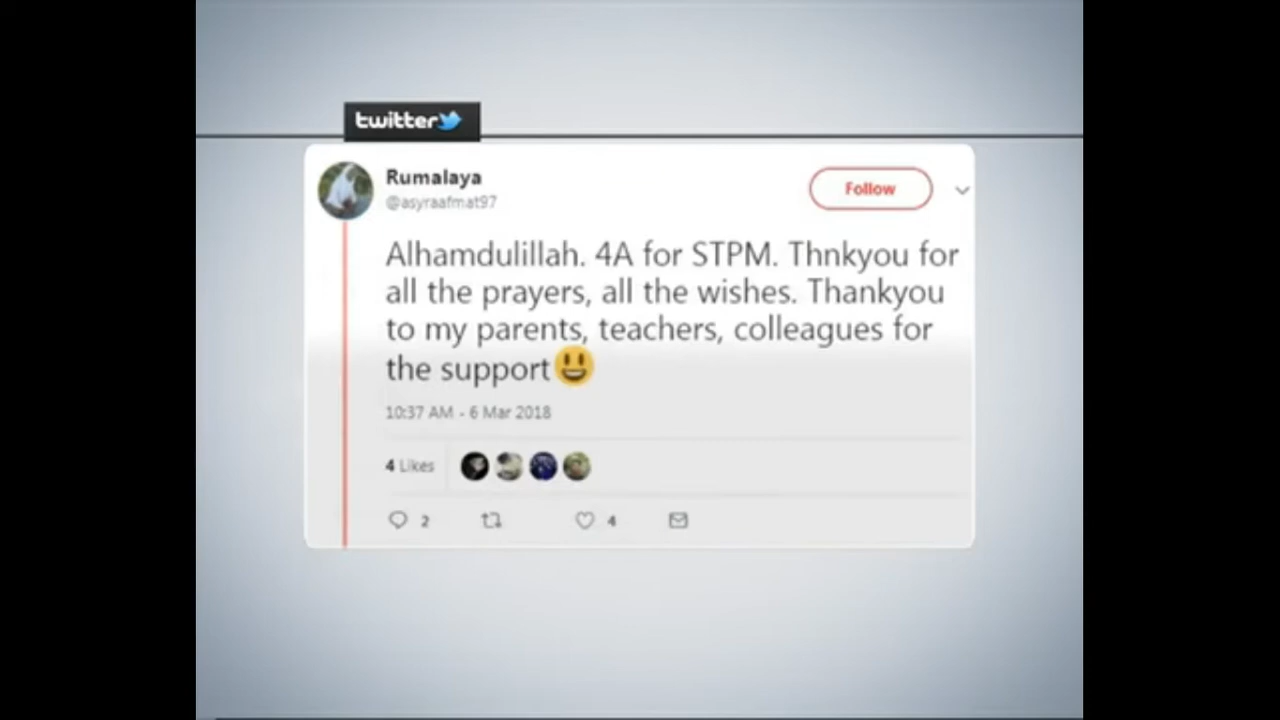 twitter
Rumalaya
@asyraafmat97
Follow
Alhamdulillah. 4A for STPM. Thnkyou for
all the prayers, all the wishes. Thankyou
to my parents, teachers, colleagues for
the support😃
10:37 AM - 6 Mar 2018
4 Likes
2 4